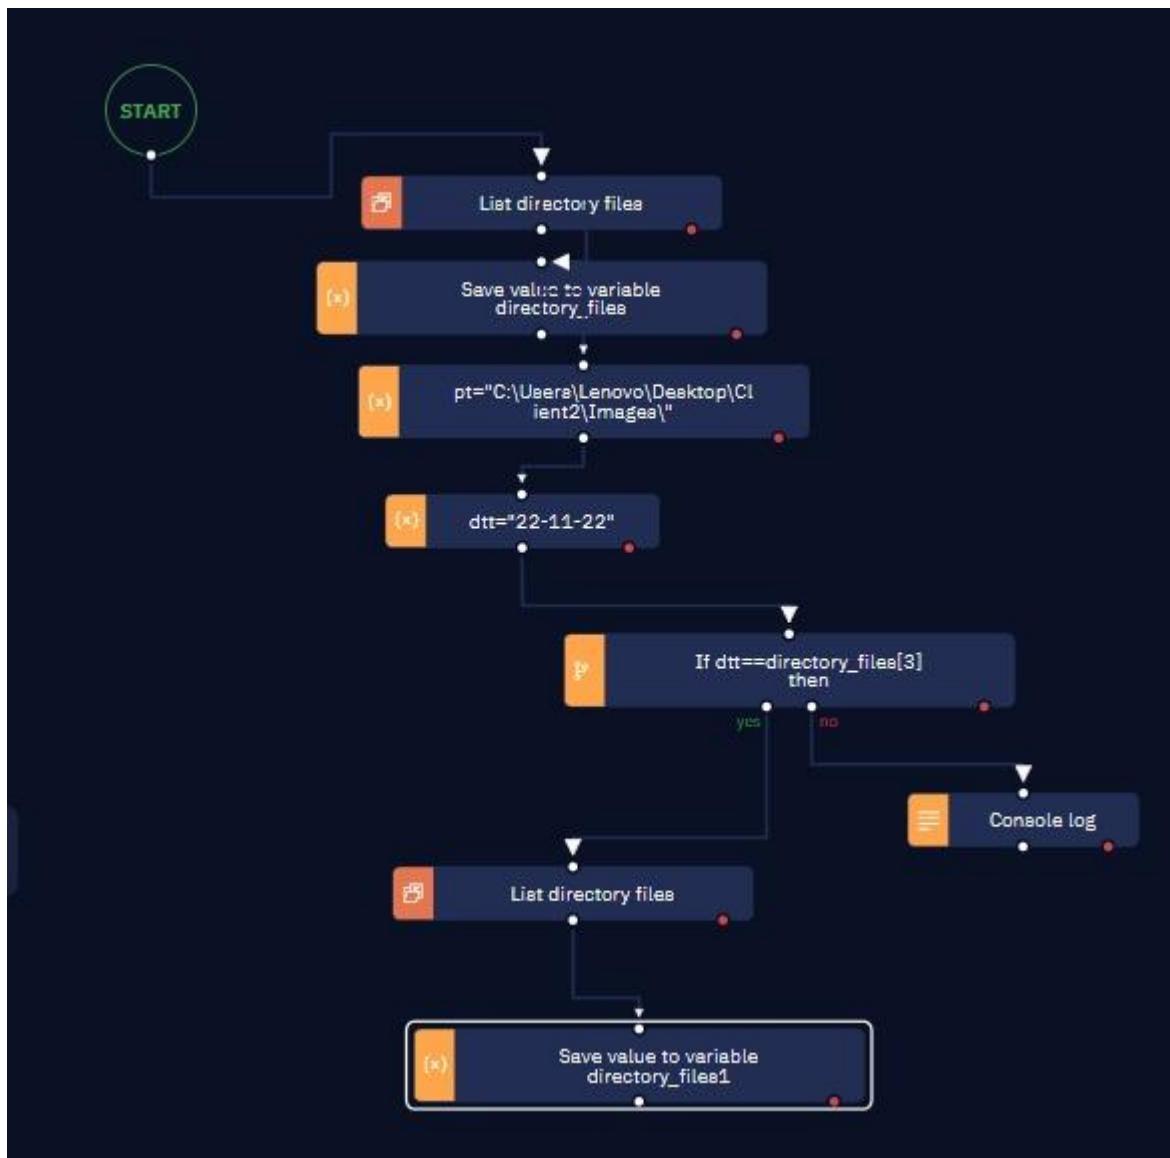 START
List directory files
Save value to variable
directory_files
pt="C:\Users\Lenovo\Desktop\Cl
ient2\Images\"
dtt="22-11-22"
If dtt==directory_files[3]
then
yes
no
Console log
List directory files
Save value to variable
directory_files1